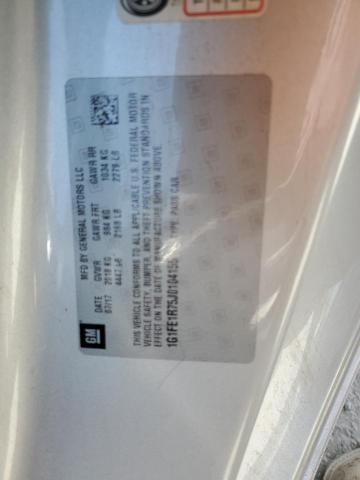 GM
MFD BY GENERAL MOTORS LLC
DATE GVWR GAWR FRT GAWR RR
07/17 2018 KG 984 KG 1034 KG
4447 LB 2169 LB 2279 LB
THIS VEHICLE CONFORMS TO ALL APPLICABLE U.S. FEDERAL MOTOR
VEHICLE SAFETY, BUMPER, AND THEFT PREVENTION STANDARDS IN
EFFECT ON THE DATE OF MANUFACTURE SHOWN ABOVE.
1G1FE1R75J0104155 TYPE: PASS CAR